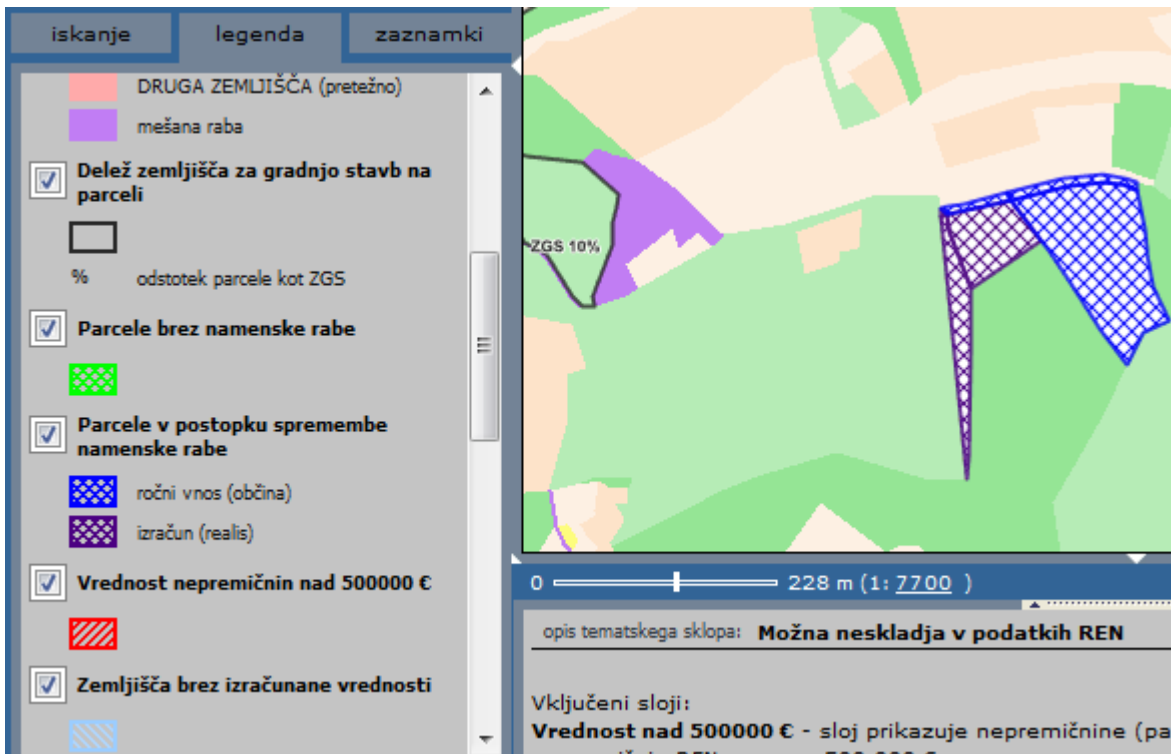 iskanje legenda zaznamki
DRUGA ZEMLJIŠČA (pretežno)
mešana raba
Delež zemljišča za gradnjo stavb na
parceli
% odstotek parcele kot ZGS
Parcele brez namenske rabe
Parcele v postopku spremembe
namenske rabe
ročni vnos (občina)
izračun (realis)
Vrednost nepremičnin nad 500000 €
Zemljišča brez izračunane vrednosti
ZGS 10%
0 228 m (1: 7700 )
opis tematskega sklopa: Možna neskladja v podatkih REN
Vključeni sloji:
Vrednost nad 500000 € - sloj prikazuje nepremičnine (pa